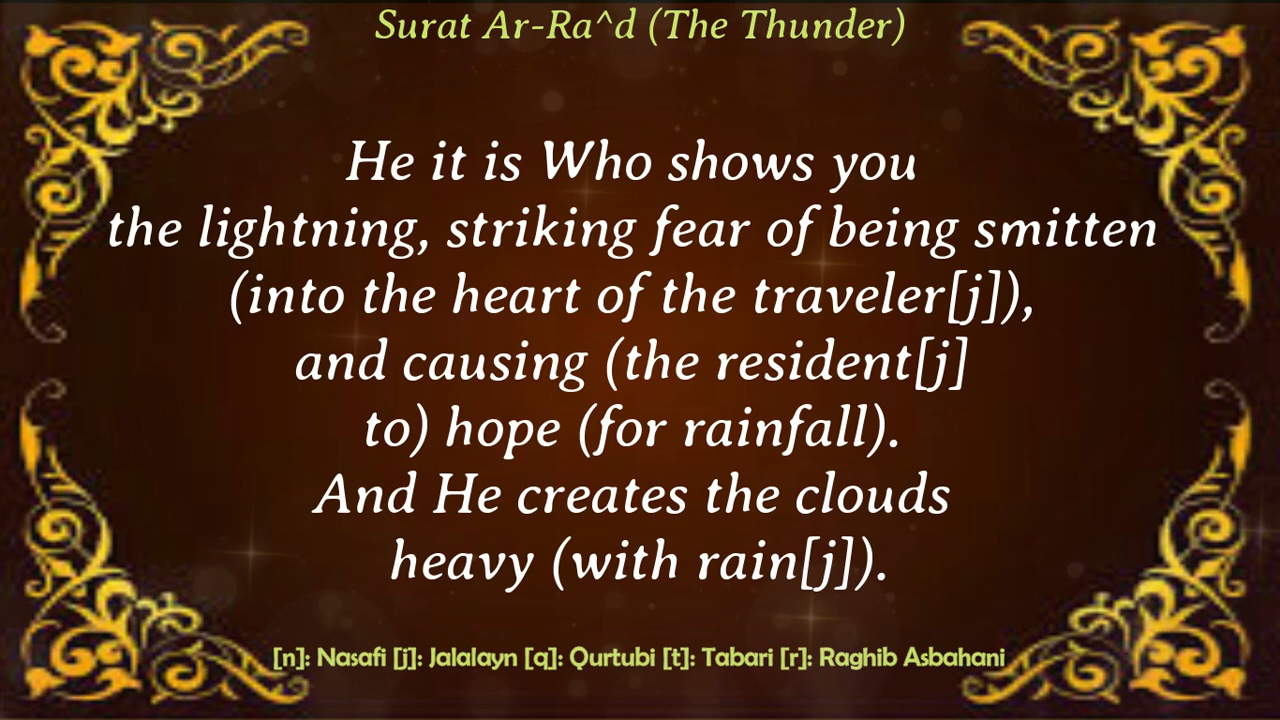 Surat Ar-Ra^d (The Thunder)
He it is Who shows you
the lightning, striking fear of being smitten
(into the heart of the traveler[j]),
and causing (the resident[j]
to) hope (for rainfall).
And He creates the clouds
heavy (with rain[j]).
[n]: Nasafi [j]: Jalalayn [q]: Qurtubi [t]: Tabari [r]: Raghib Asbahani